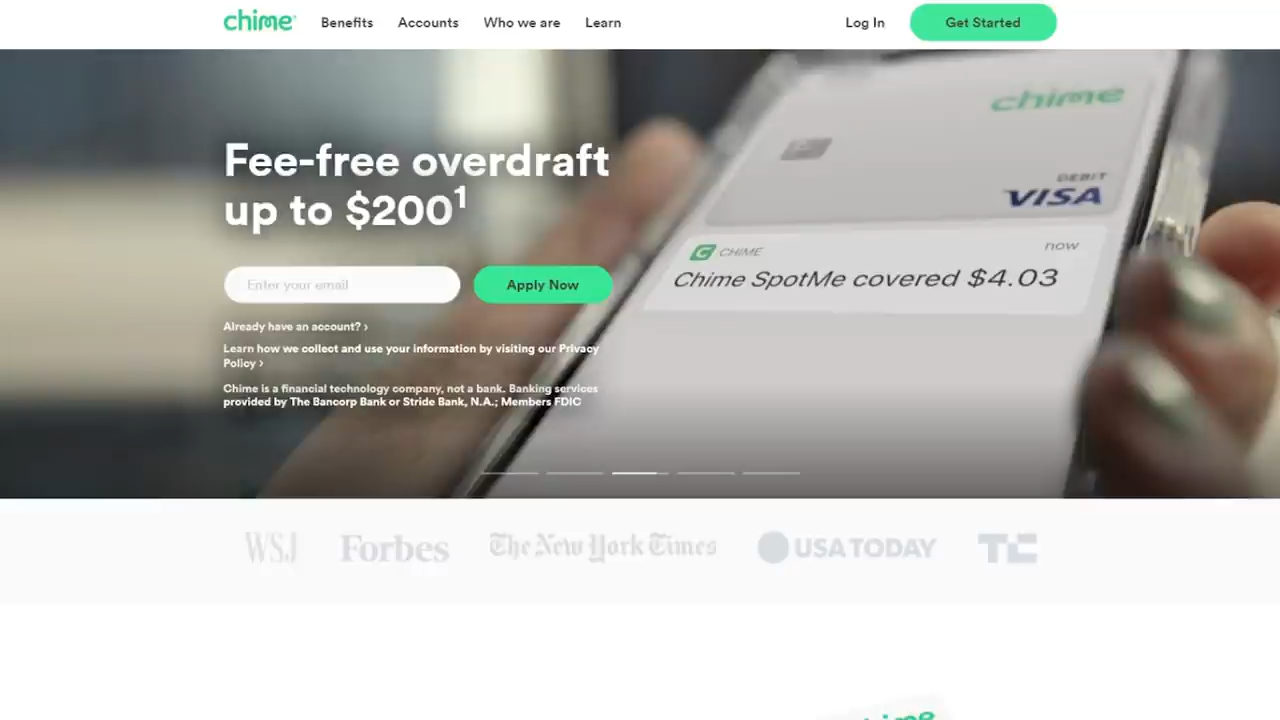 chime
Benefits
Accounts
Who we are
Learn
Log In
Get Started
Fee-free overdraft
up to $200¹
Enter your email
Apply Now
Already have an account? ›
Learn how we collect and use your information by visiting our Privacy
Policy ›
Chime is a financial technology company, not a bank. Banking services
provided by The Bancorp Bank or Stride Bank, N.A.; Members FDIC
chime
DEBIT
VISA
CHIME
now
Chime SpotMe covered $4.03
WSJ
Forbes
The New York Times
USA TODAY
TC
chime